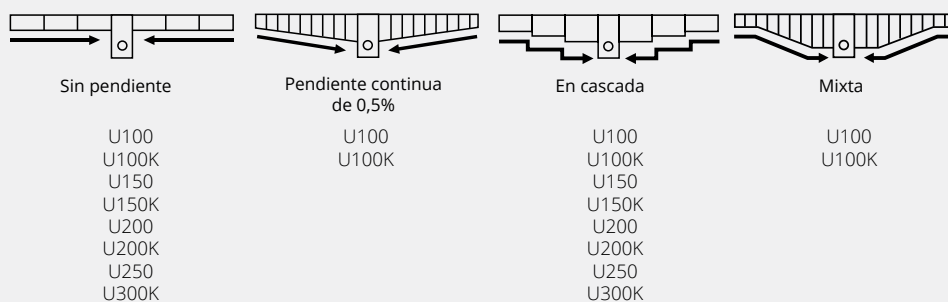 Sin pendiente
U100
U100K
U150
U150K
U200
U200K
U250
U300K
Pendiente continua
de 0,5%
U100
U100K
En cascada
U100
U100K
U150
U150K
U200
U200K
U250
U300K
Mixta
U100
U100K